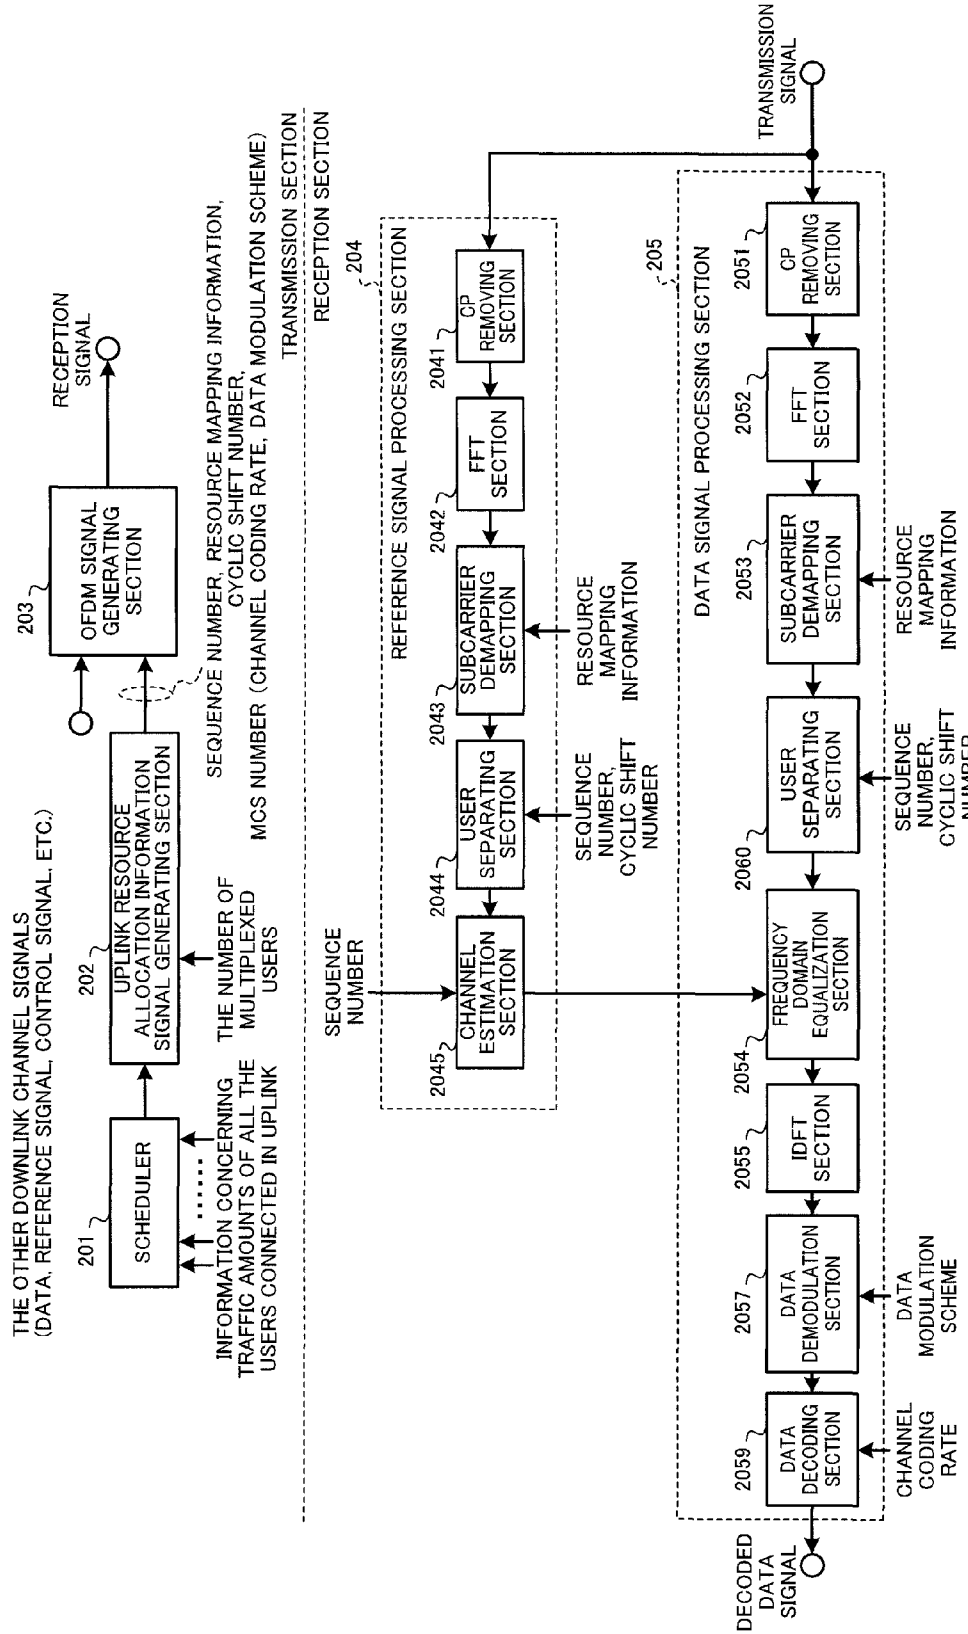 THE OTHER DOWNLINK CHANNEL SIGNALS
(DATA, REFERENCE SIGNAL, CONTROL SIGNAL, ETC.)
201
SCHEDULER
INFORMATION CONCERNING
TRAFFIC AMOUNTS OF ALL THE
USERS CONNECTED IN UPLINK
202
UPLINK RESOURCE
ALLOCATION INFORMATION
SIGNAL GENERATING SECTION
THE NUMBER OF
MULTIPLEXED
USERS
203
OFDM SIGNAL
GENERATING
SECTION
RECEPTION
SIGNAL
SEQUENCE NUMBER, RESOURCE MAPPING INFORMATION,
CYCLIC SHIFT NUMBER,
MCS NUMBER (CHANNEL CODING RATE, DATA MODULATION SCHEME)
TRANSMISSION SECTION
RECEPTION SECTION
204
REFERENCE SIGNAL PROCESSING SECTION
SEQUENCE
NUMBER
2045
CHANNEL
ESTIMATION
SECTION
2044
USER
SEPARATING
SECTION
SEQUENCE
NUMBER,
CYCLIC SHIFT
NUMBER
2043
SUBCARRIER
DEMAPPING
SECTION
RESOURCE
MAPPING
INFORMATION
2042
FFT
SECTION
2041
CP
REMOVING
SECTION
TRANSMISSION
SIGNAL
205
DATA SIGNAL PROCESSING SECTION
DECODED
DATA
SIGNAL
2059
DATA
DECODING
SECTION
CHANNEL
CODING
RATE
2057
DATA
DEMODULATION
SECTION
DATA
MODULATION
SCHEME
2055
IDFT
SECTION
2054
FREQUENCY
DOMAIN
EQUALIZATION
SECTION
2060
USER
SEPARATING
SECTION
SEQUENCE
NUMBER,
CYCLIC SHIFT
NUMBER
2053
SUBCARRIER
DEMAPPING
SECTION
RESOURCE
MAPPING
INFORMATION
2052
FFT
SECTION
2051
CP
REMOVING
SECTION